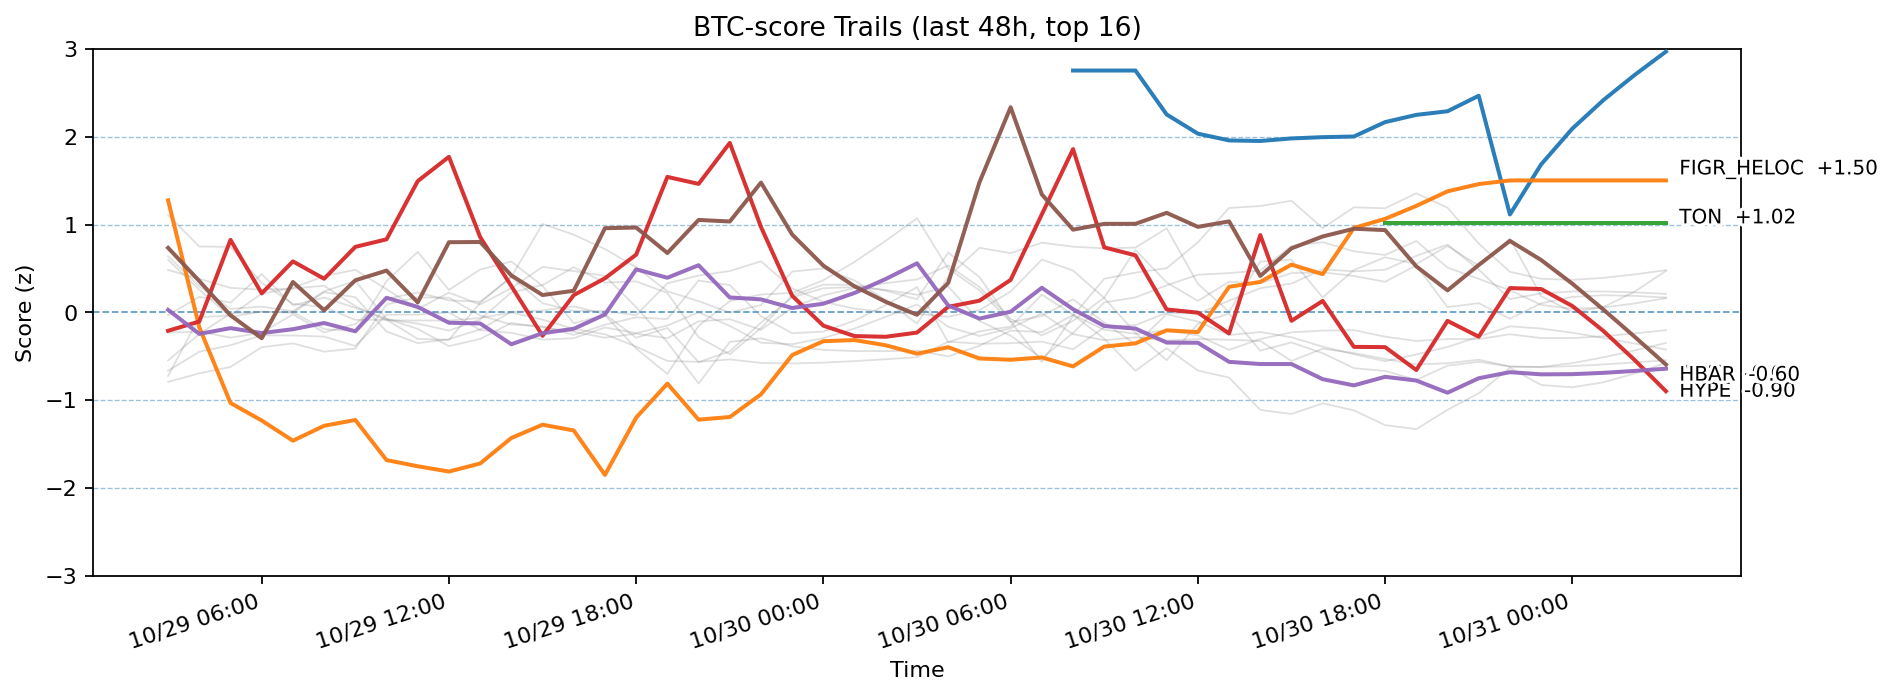 BTC-score Trails (last 48h, top 16)
Score (z)
3
2
1
0
−1
−2
−3
FIGR_HELOC +1.50
TON +1.02
HBAR -0.60
HYPE -0.90
10/29 06:00
10/29 12:00
10/29 18:00
10/30 00:00
10/30 06:00
10/30 12:00
10/30 18:00
10/31 00:00
Time